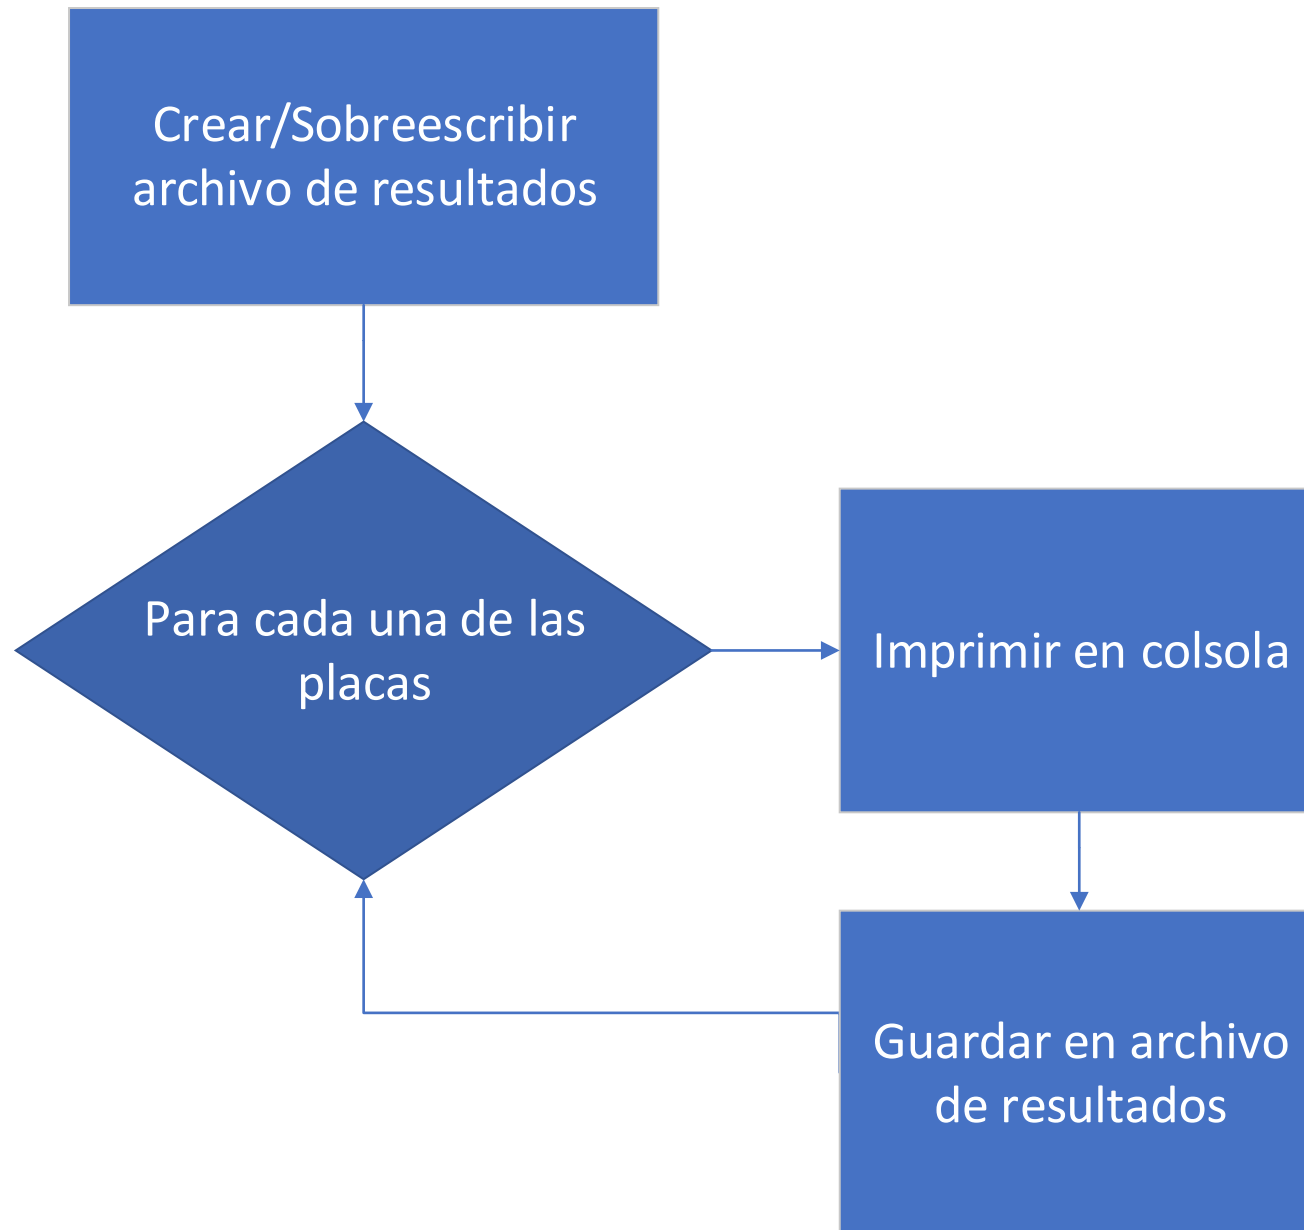 Crear/Sobreescribir
archivo de resultados
Para cada una de las
placas
Imprimir en colsola
Guardar en archivo
de resultados